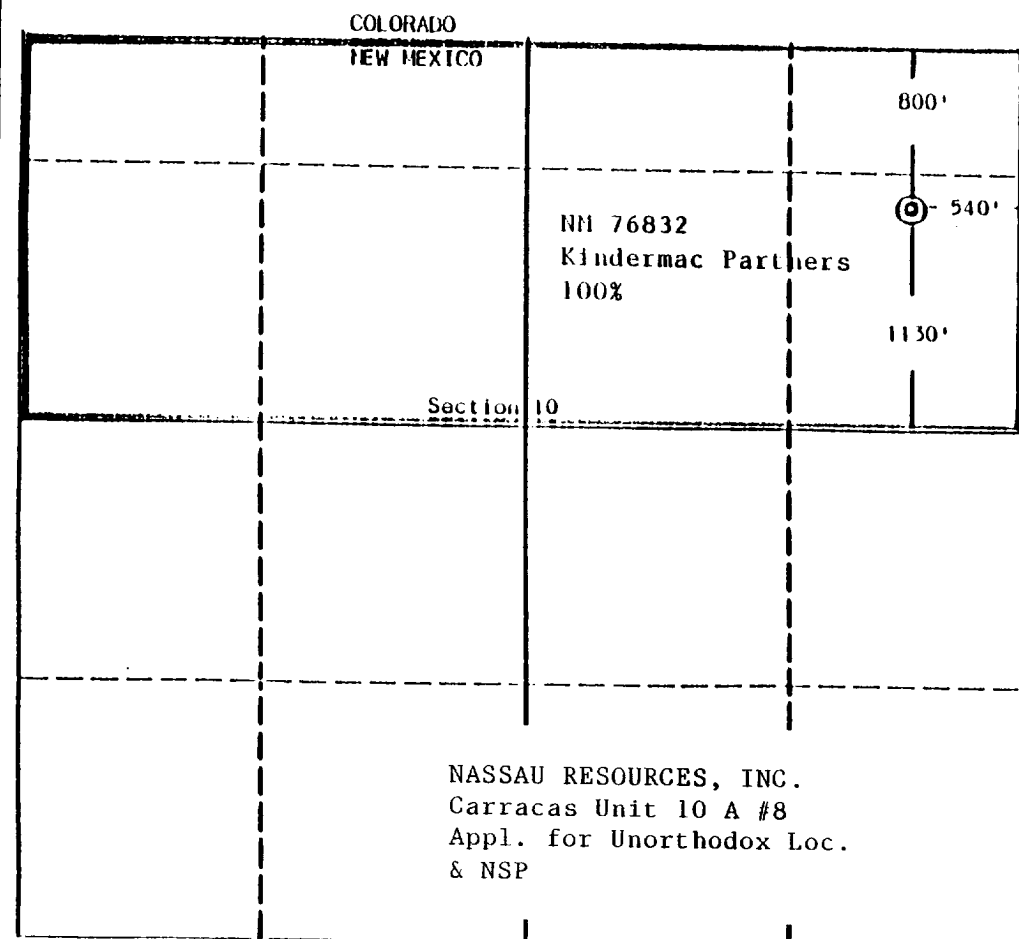 COLORADO
NEW MEXICO
800'
540'
NM 76832
Kindermac Partners
100%
1130'
Section 10
NASSAU RESOURCES, INC.
Carracas Unit 10 A #8
Appl. for Unorthodox Loc.
& NSP